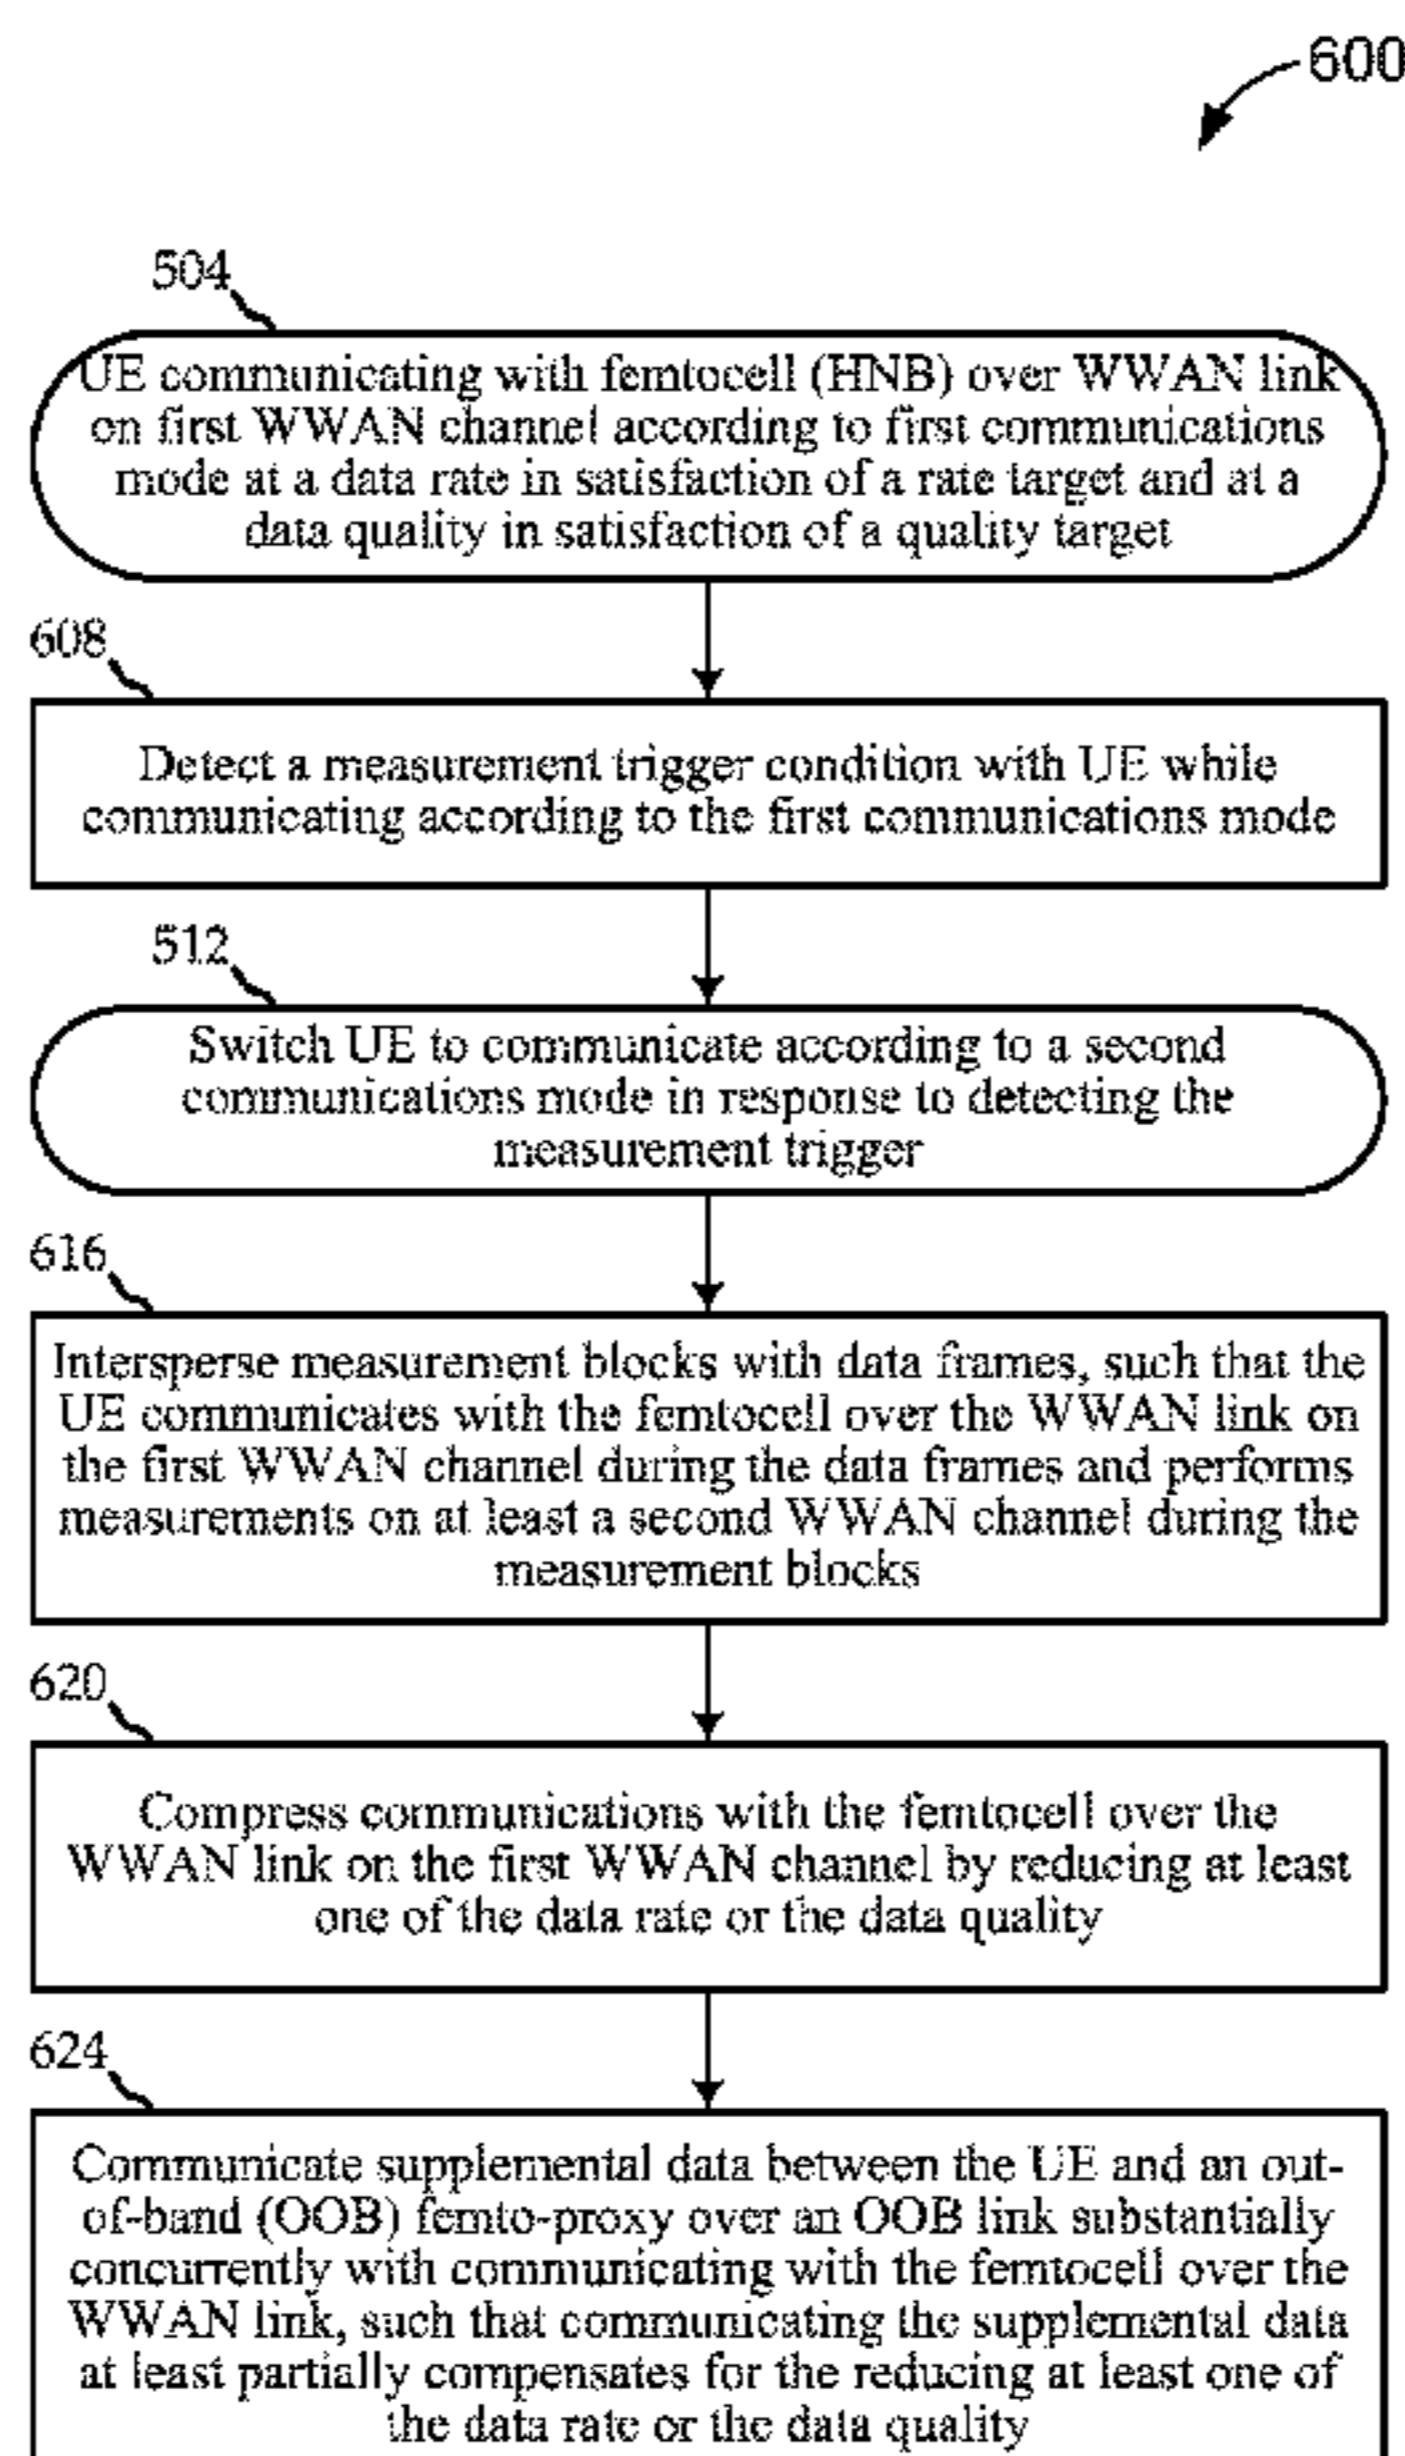 600
504
UE communicating with femtocell (HNB) over WWAN link
on first WWAN channel according to first communications
mode at a data rate in satisfaction of a rate target and at a
data quality in satisfaction of a quality target
608
Detect a measurement trigger condition with UE while
communicating according to the first communications mode
512
Switch UE to communicate according to a second
communications mode in response to detecting the
measurement trigger
616
Intersperse measurement blocks with data frames, such that the
UE communicates with the femtocell over the WWAN link on
the first WWAN channel during the data frames and performs
measurements on at least a second WWAN channel during the
measurement blocks
620
Compress communications with the femtocell over the
WWAN link on the first WWAN channel by reducing at least
one of the data rate or the data quality
624
Communicate supplemental data between the UE and an out-
of-band (OOB) femto-proxy over an OOB link substantially
concurrently with communicating with the femtocell over the
WWAN link, such that communicating the supplemental data
at least partially compensates for the reducing at least one of
the data rate or the data quality